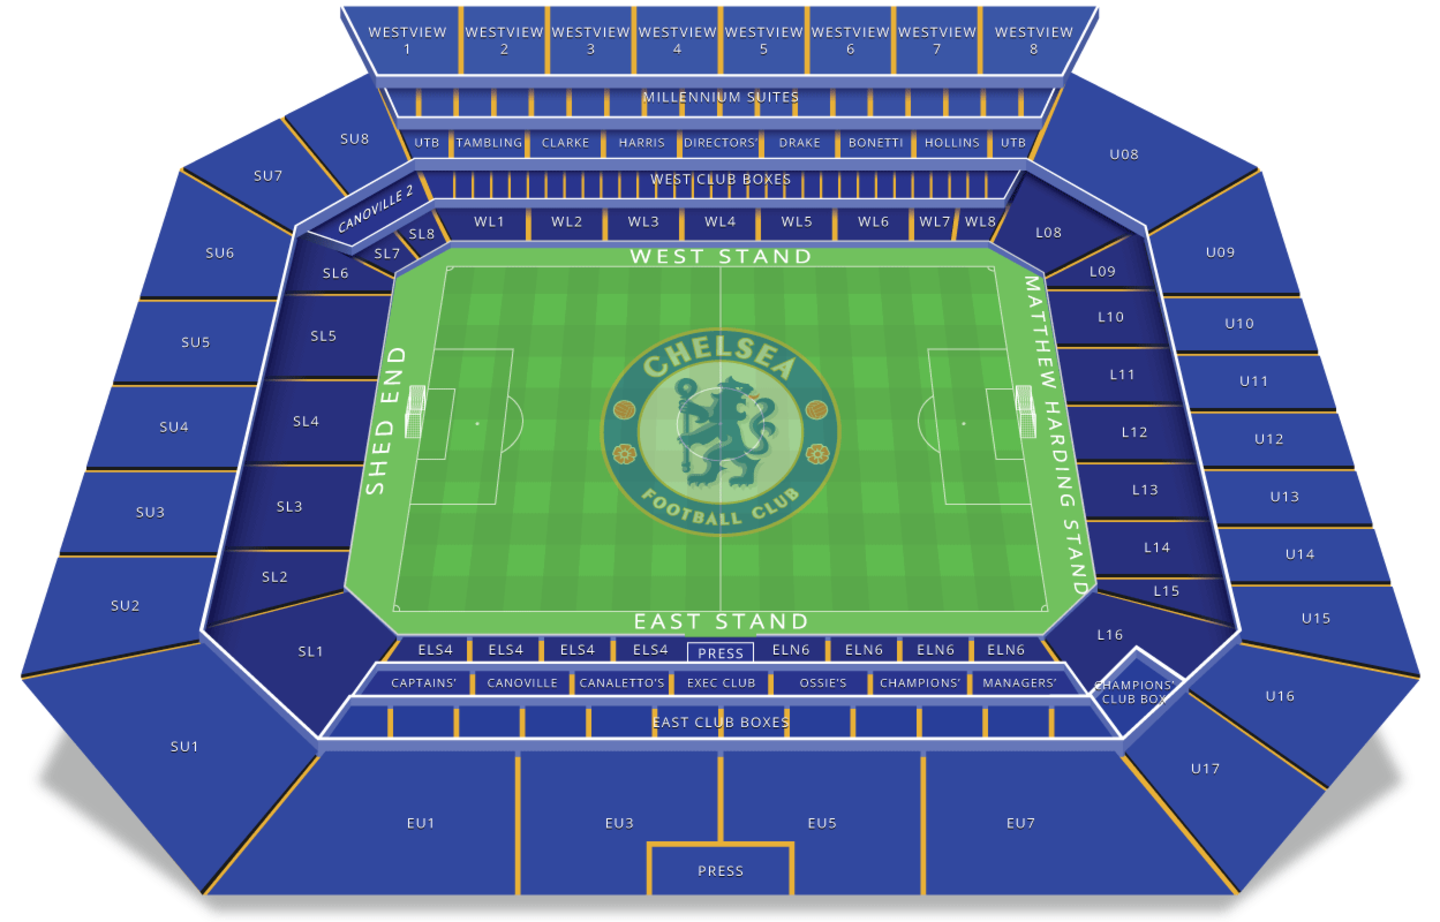 WESTVIEW 1
WESTVIEW 2
WESTVIEW 3
WESTVIEW 4
WESTVIEW 5
WESTVIEW 6
WESTVIEW 7
WESTVIEW 8
MILLENNIUM SUITES
UTB
TAMBLING
CLARKE
HARRIS
DIRECTORS'
DRAKE
BONETTI
HOLLINS
UTB
WEST CLUB BOXES
WL1
WL2
WL3
WL4
WL5
WL6
WL7
WL8
SU8
SU7
SU6
SU5
SU4
SU3
SU2
SU1
CANOVILLE 2
SL8
SL7
SL6
SL5
SL4
SL3
SL2
SL1
WEST STAND
SHED END
CHELSEA
FOOTBALL CLUB
MATTHEW HARDING STAND
EAST STAND
L08
L09
L10
L11
L12
L13
L14
L15
L16
U08
U09
U10
U11
U12
U13
U14
U15
U16
U17
CHAMPIONS'
CLUB BOX
ELS4
ELS4
ELS4
ELS4
PRESS
ELN6
ELN6
ELN6
ELN6
CAPTAINS'
CANOVILLE
CANALETTO'S
EXEC CLUB
OSSIE'S
CHAMPIONS'
MANAGERS'
EAST CLUB BOXES
EU1
EU3
EU5
EU7
PRESS